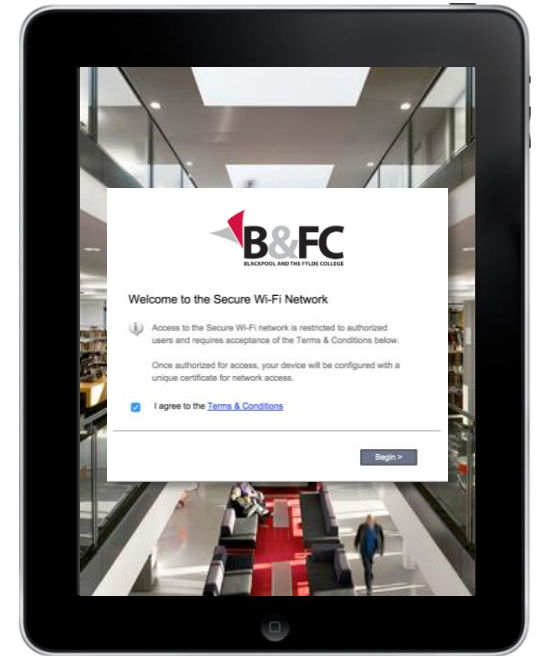 B&FC
BLACKPOOL AND THE FYLDE COLLEGE
Welcome to the Secure Wi-Fi Network
Access to the Secure Wi-Fi network is restricted to authorized
users and requires acceptance of the Terms & Conditions below.
Once authorized for access, your device will be configured with a
unique certificate for network access.
I agree to the Terms & Conditions
Begin >